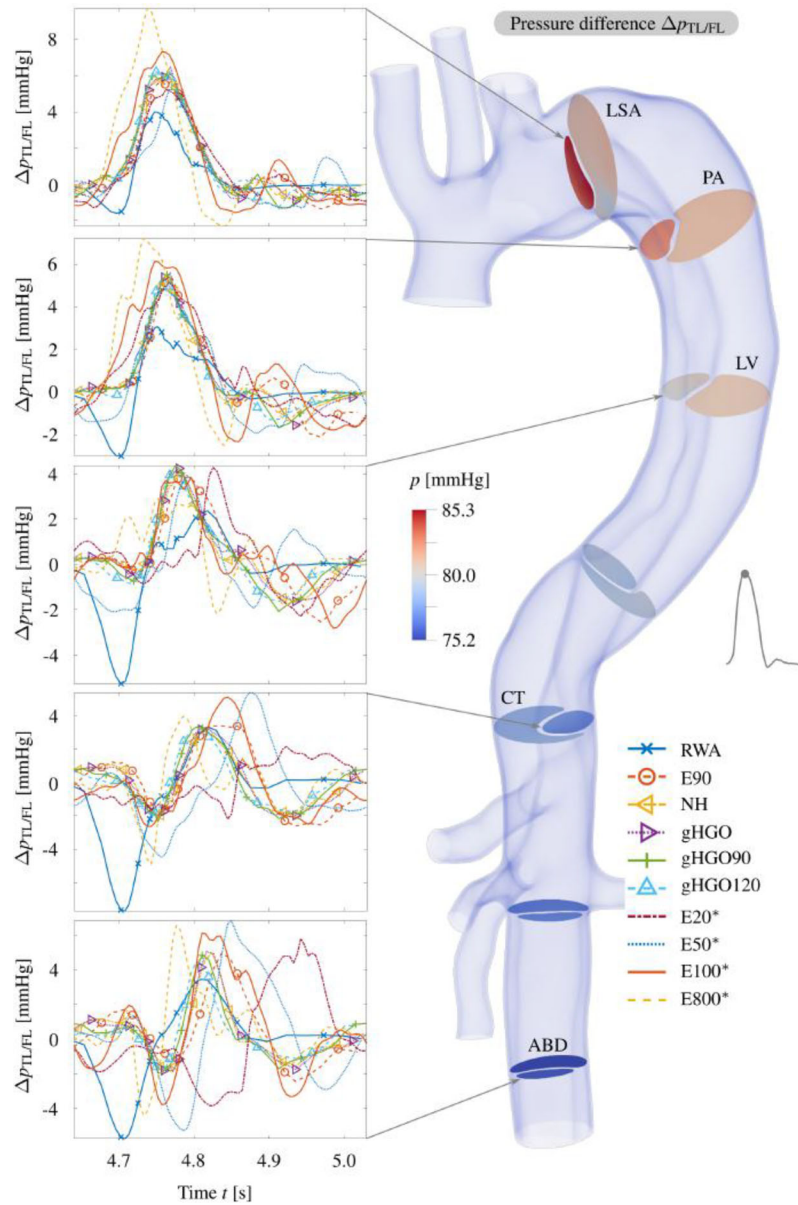 Pressure difference Δp_TL/FL
8
4
0
Δp_TL/FL [mmHg]
LSA
PA
6
4
2
0
-2
Δp_TL/FL [mmHg]
LV
4
2
0
-2
-4
Δp_TL/FL [mmHg]
p [mmHg]
85.3
80.0
75.2
4
0
-4
Δp_TL/FL [mmHg]
CT
RWA
E90
NH
gHGO
gHGO90
gHGO120
E20*
E50*
E100*
E800*
4
0
-4
Δp_TL/FL [mmHg]
ABD
4.7 4.8 4.9 5.0
Time t [s]